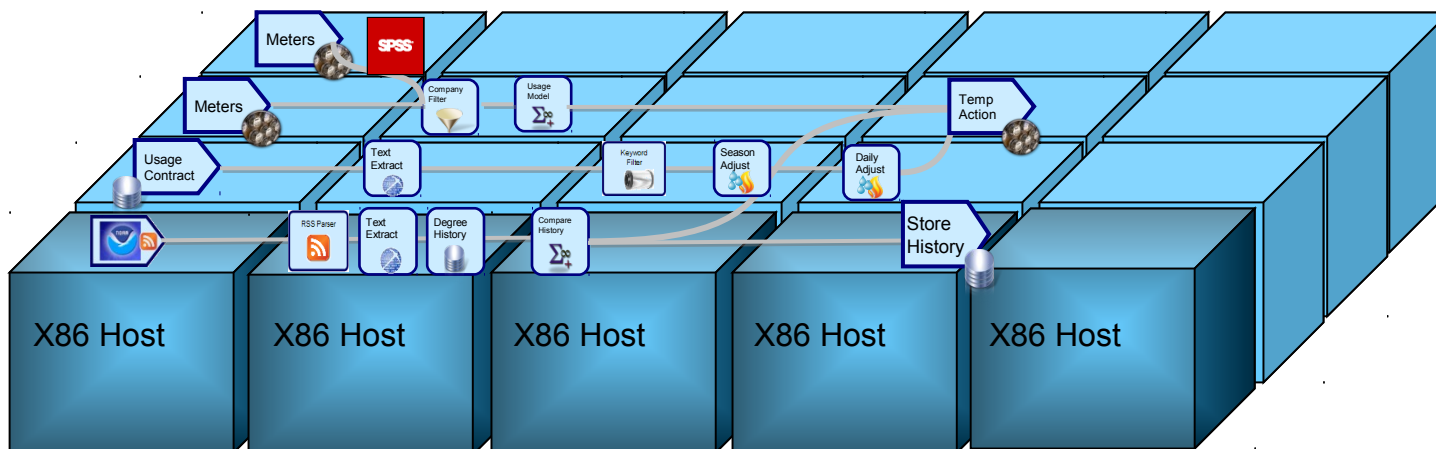 Meters
SPSS
Meters
Company
Filter
Usage
Model
Temp
Action
Usage
Contract
Text
Extract
Keyword
Filter
Season
Adjust
Daily
Adjust
RSS Parser
Text
Extract
Degree
History
Compare
History
Store
History
X86 Host
X86 Host
X86 Host
X86 Host
X86 Host